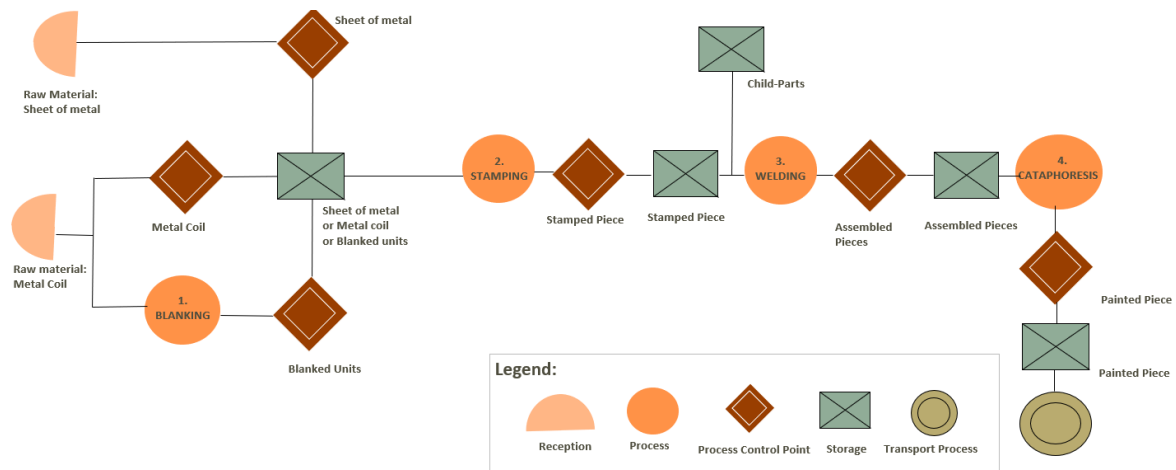 Sheet of metal
Raw Material:
Sheet of metal
Child-Parts
Metal Coil
Sheet of metal
or Metal coil
or Blanked units
2.
STAMPING
Stamped Piece
Stamped Piece
3.
WELDING
Assembled
Pieces
Assembled Pieces
4.
CATAPHORESIS
Raw material:
Metal Coil
1.
BLANKING
Blanked Units
Painted Piece
Painted Piece
Legend:
Reception
Process
Process Control Point
Storage
Transport Process